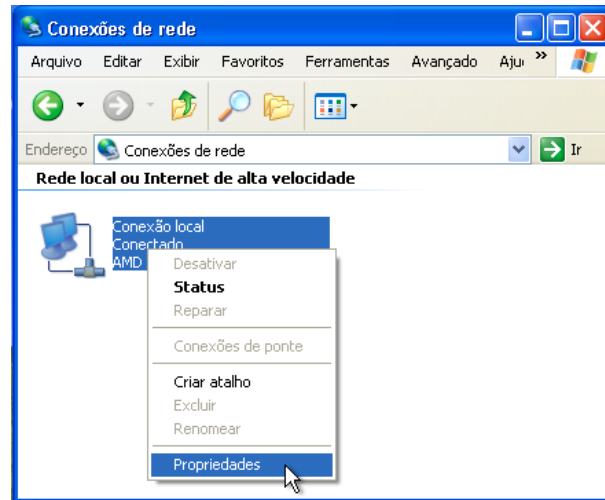 Conexões de rede
Arquivo Editar Exibir Favoritos Ferramentas Avançado Aju »
Endereço Conexões de rede Ir
Rede local ou Internet de alta velocidade
Conexão local
Conectado
AMD
Desativar
Status
Reparar
Conexões de ponte
Criar atalho
Excluir
Renomear
Propriedades